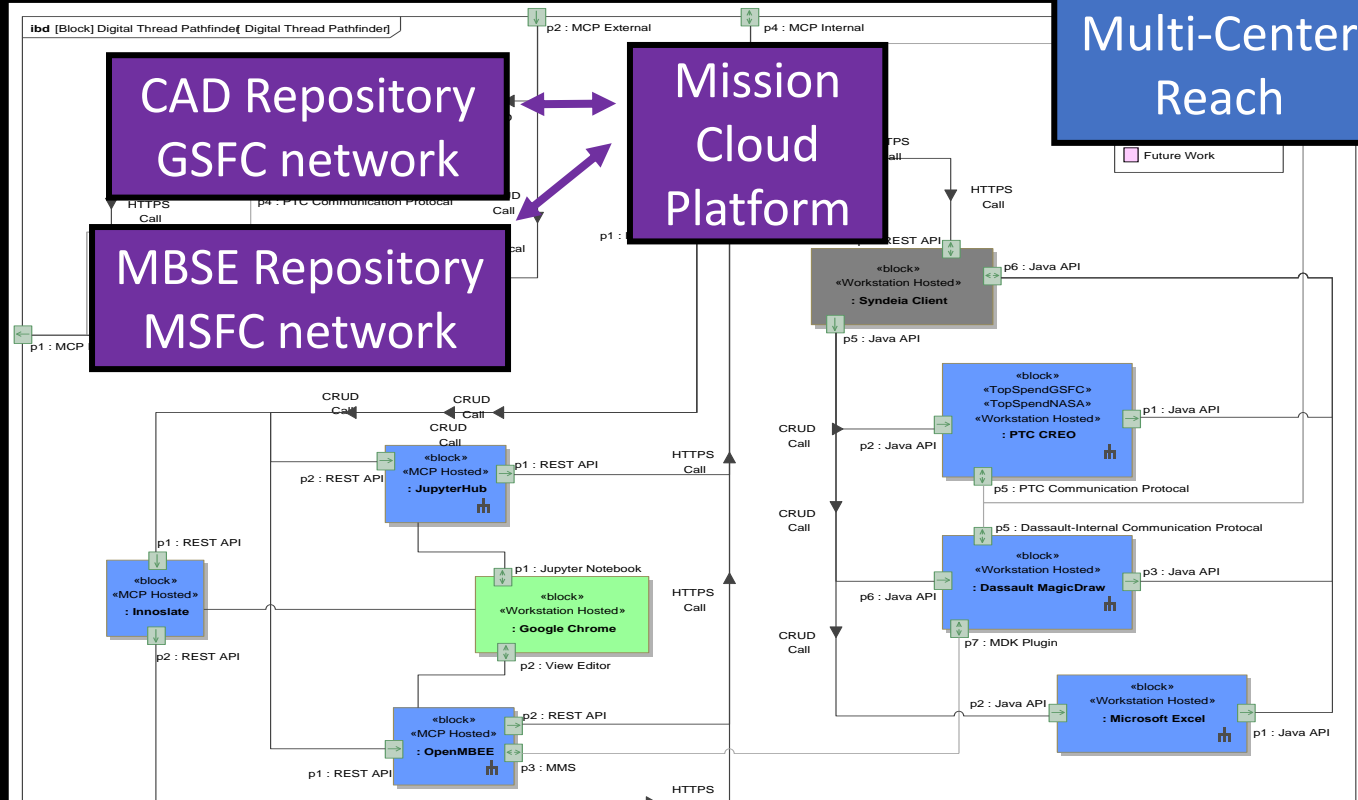 ibd [Block] Digital Thread Pathfinder[ Digital Thread Pathfinder]
p2 : MCP External
p4 : MCP Internal
Multi-Center
Reach
CAD Repository
GSFC network
Mission
Cloud
Platform
Future Work
HTTPS
Call
p4 : PTC Communication Protocal
Call
HTTPS
Call
MBSE Repository
MSFC network
p1 :
REST API
p6 : Java API
«block»
«Workstation Hosted»
: Syndeia Client
p1 : MCP
p5 : Java API
CRUD
Call
CRUD
Call
CRUD
Call
«block»
«TopSpendGSFC»
«TopSpendNASA»
«Workstation Hosted»
: PTC CREO
p1 : Java API
CRUD
Call
p2 : Java API
«block»
«MCP Hosted»
: JupyterHub
p2 : REST API
p1 : REST API
HTTPS
Call
p5 : PTC Communication Protocal
CRUD
Call
p5 : Dassault-Internal Communication Protocal
p1 : REST API
«block»
«MCP Hosted»
: Innoslate
p2 : REST API
p1 : Jupyter Notebook
«block»
«Workstation Hosted»
: Google Chrome
p2 : View Editor
HTTPS
Call
«block»
«Workstation Hosted»
: Dassault MagicDraw
p3 : Java API
p6 : Java API
p7 : MDK Plugin
CRUD
Call
«block»
«MCP Hosted»
: OpenMBEE
p2 : REST API
p1 : REST API
p3 : MMS
p2 : Java API
«block»
«Workstation Hosted»
: Microsoft Excel
p1 : Java API
HTTPS